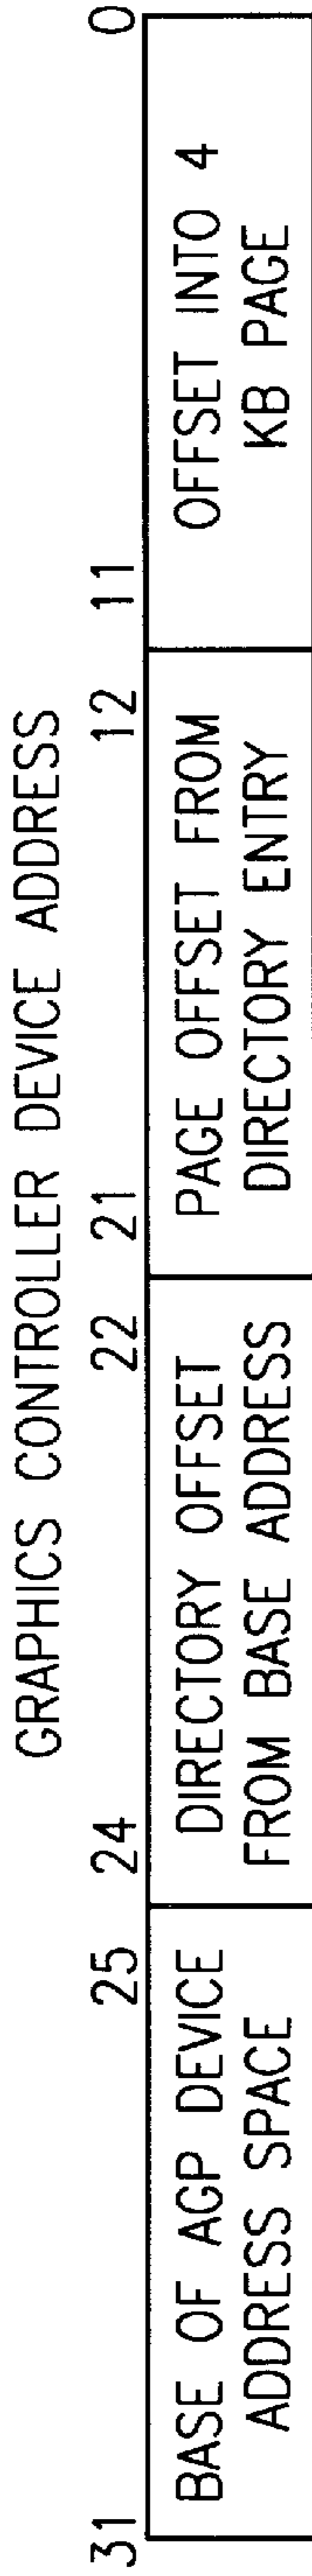 GRAPHICS CONTROLLER DEVICE ADDRESS
31 25 24 22 21 12 11 0
BASE OF AGP DEVICE
ADDRESS SPACE
DIRECTORY OFFSET
FROM BASE ADDRESS
PAGE OFFSET FROM
DIRECTORY ENTRY
OFFSET INTO 4
KB PAGE